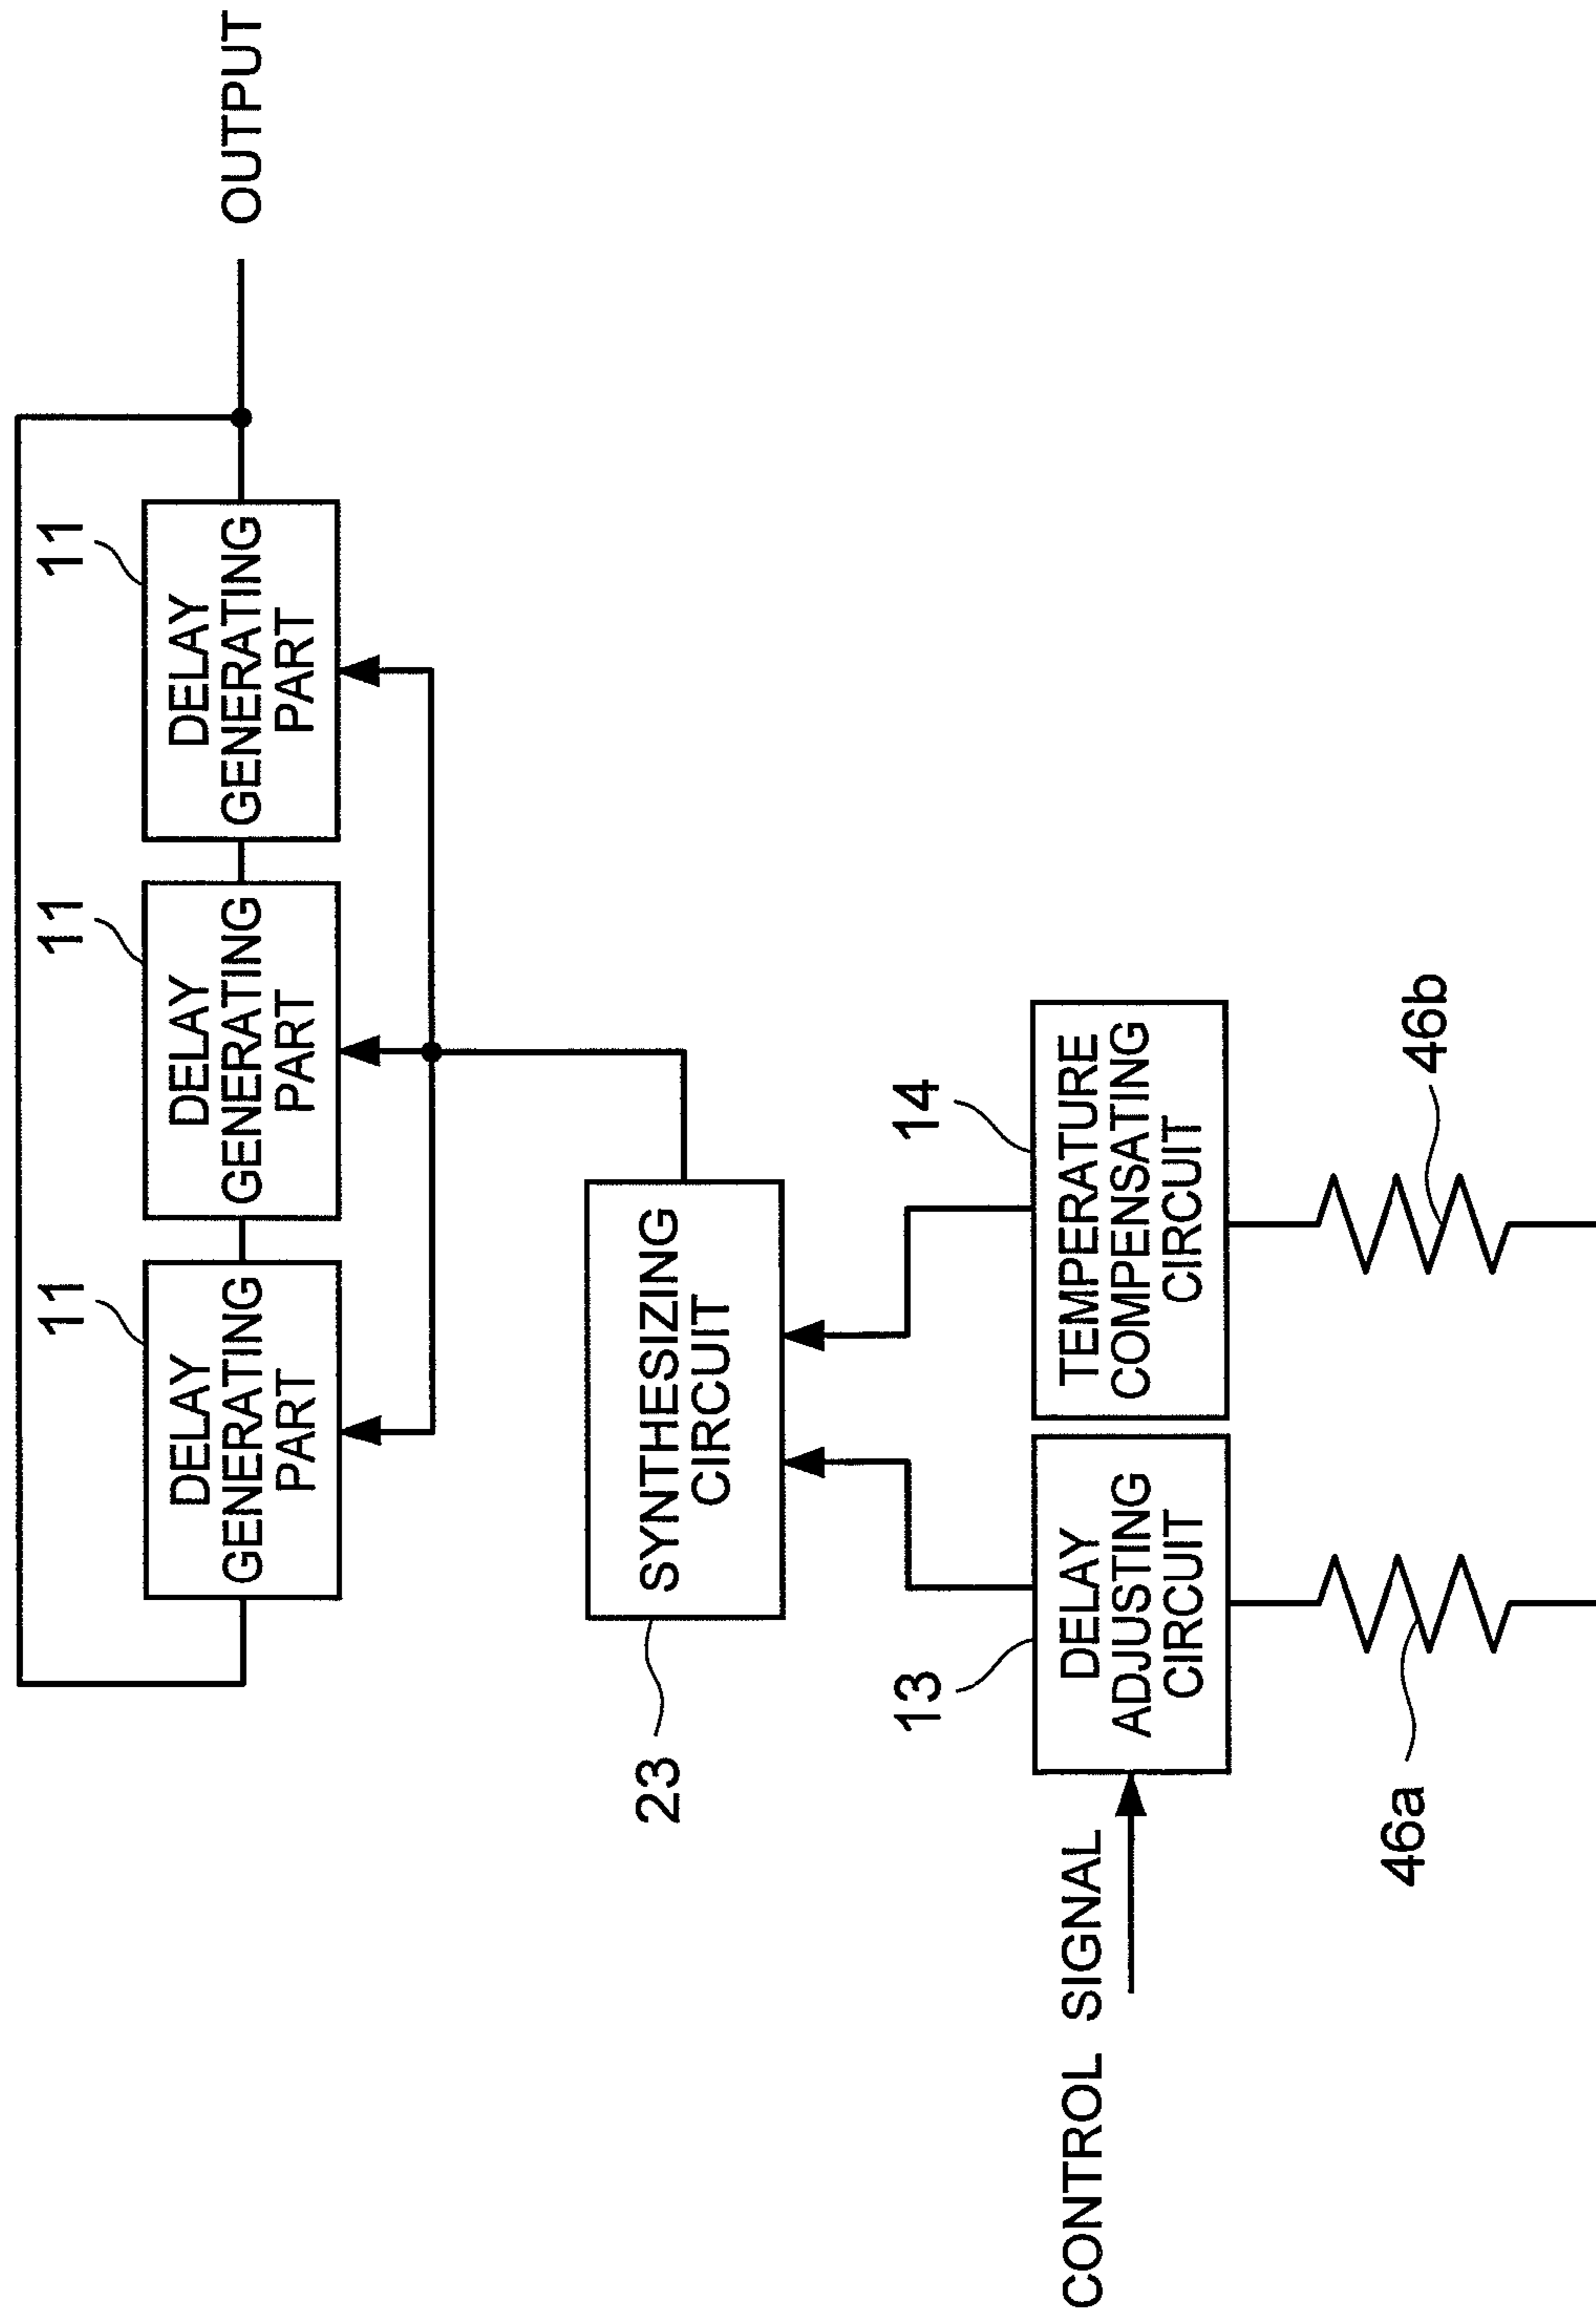 11
11
11
DELAY
GENERATING
PART
DELAY
GENERATING
PART
DELAY
GENERATING
PART
OUTPUT
23
SYNTHESIZING
CIRCUIT
13
14
CONTROL SIGNAL
DELAY
ADJUSTING
CIRCUIT
TEMPERATURE
COMPENSATING
CIRCUIT
46a
46b